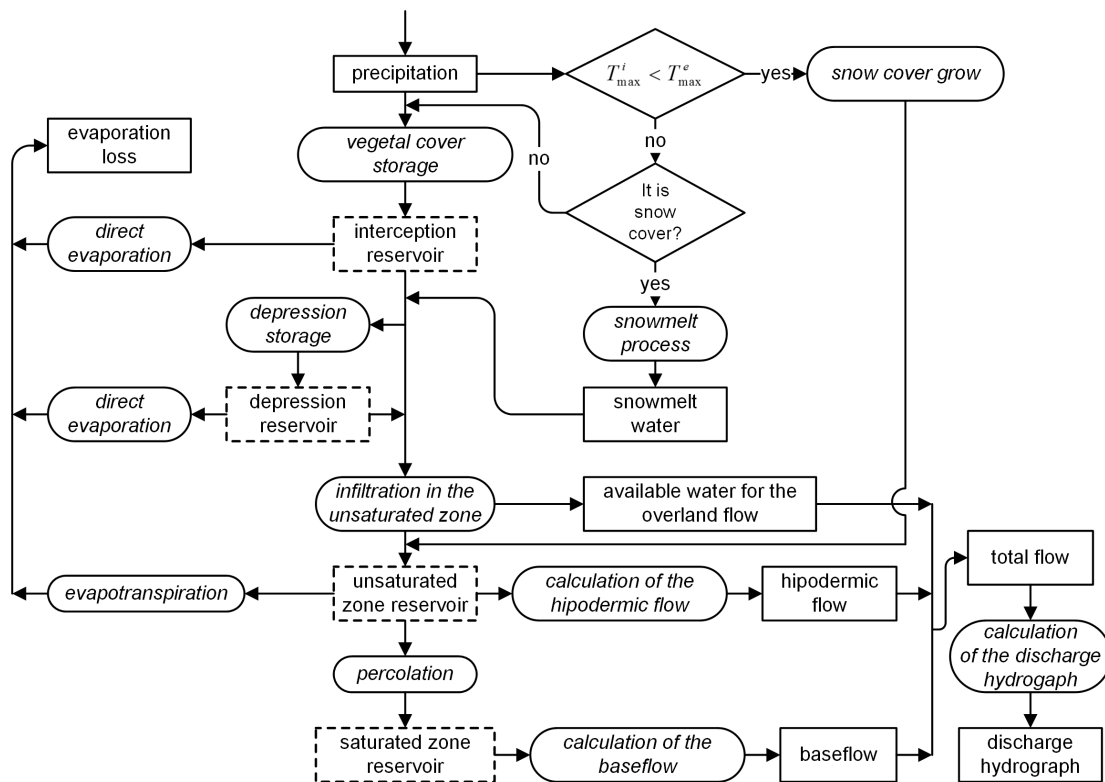 precipitation
T^i_max < T^e_max
yes
snow cover grow
no
evaporation
loss
vegetal cover
storage
no
It is
snow
cover?
direct
evaporation
interception
reservoir
yes
depression
storage
snowmelt
process
direct
evaporation
depression
reservoir
snowmelt
water
infiltration in the
unsaturated zone
available water for the
overland flow
total flow
evapotranspiration
unsaturated
zone reservoir
calculation of the
hipodermic flow
hipodermic
flow
calculation
of the discharge
hydrogaph
percolation
saturated zone
reservoir
calculation of the
baseflow
baseflow
discharge
hydrograph